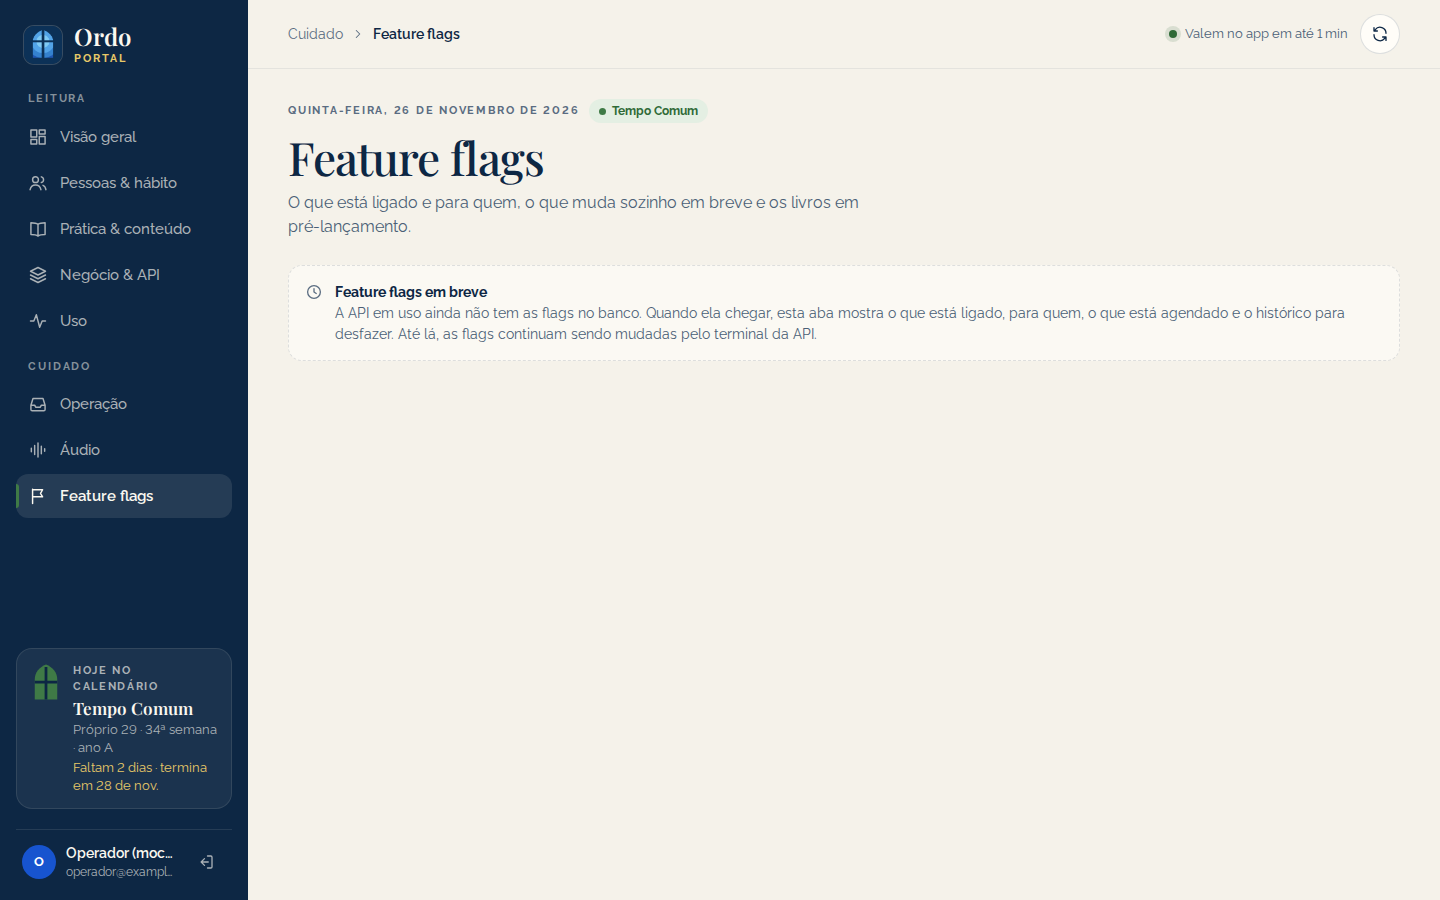 Ordo
PORTAL
LEITURA
Visão geral
Pessoas & hábito
Prática & conteúdo
Negócio & API
Uso
CUIDADO
Operação
Áudio
Feature flags
HOJE NO
CALENDÁRIO
Tempo Comum
Próprio 29 · 34ª semana
· ano A
Faltam 2 dias · termina
em 28 de nov.
O
Operador (moc...
operador@exampl...
Cuidado > Feature flags
Valem no app em até 1 min
QUINTA-FEIRA, 26 DE NOVEMBRO DE 2026
Tempo Comum
Feature flags
O que está ligado e para quem, o que muda sozinho em breve e os livros em
pré-lançamento.
Feature flags em breve
A API em uso ainda não tem as flags no banco. Quando ela chegar, esta aba mostra o que está ligado, para quem, o que está agendado e o histórico para
desfazer. Até lá, as flags continuam sendo mudadas pelo terminal da API.